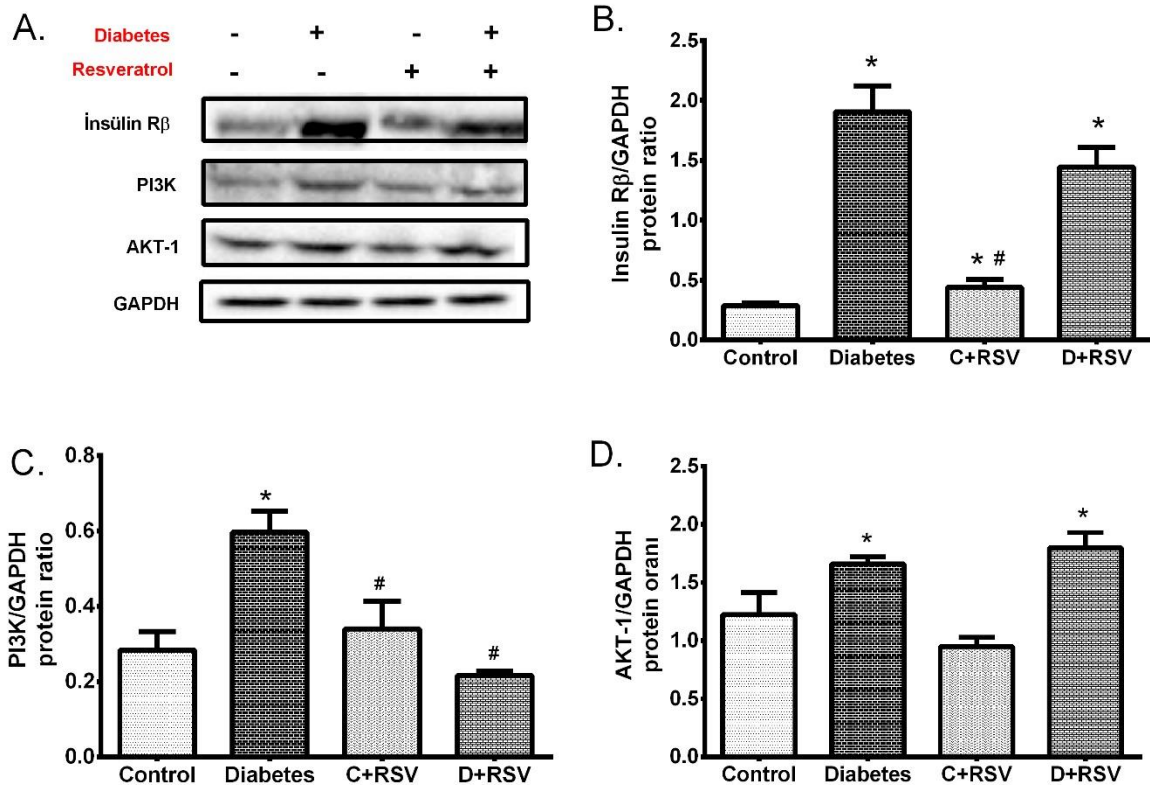 A.
Diabetes - + - +
Resveratrol - - + +
İnsülin Rβ
PI3K
AKT-1
GAPDH
B.
Insulin Rβ/GAPDH
protein ratio
2.5
2.0
1.5
1.0
0.5
0.0
*
* #
*
Control Diabetes C+RSV D+RSV
C.
PI3K/GAPDH
protein ratio
0.8
0.6
0.4
0.2
0.0
*
#
#
Control Diabetes C+RSV D+RSV
D.
AKT-1/GAPDH
protein oranı
2.5
2.0
1.5
1.0
0.5
0.0
*
*
Control Diabetes C+RSV D+RSV